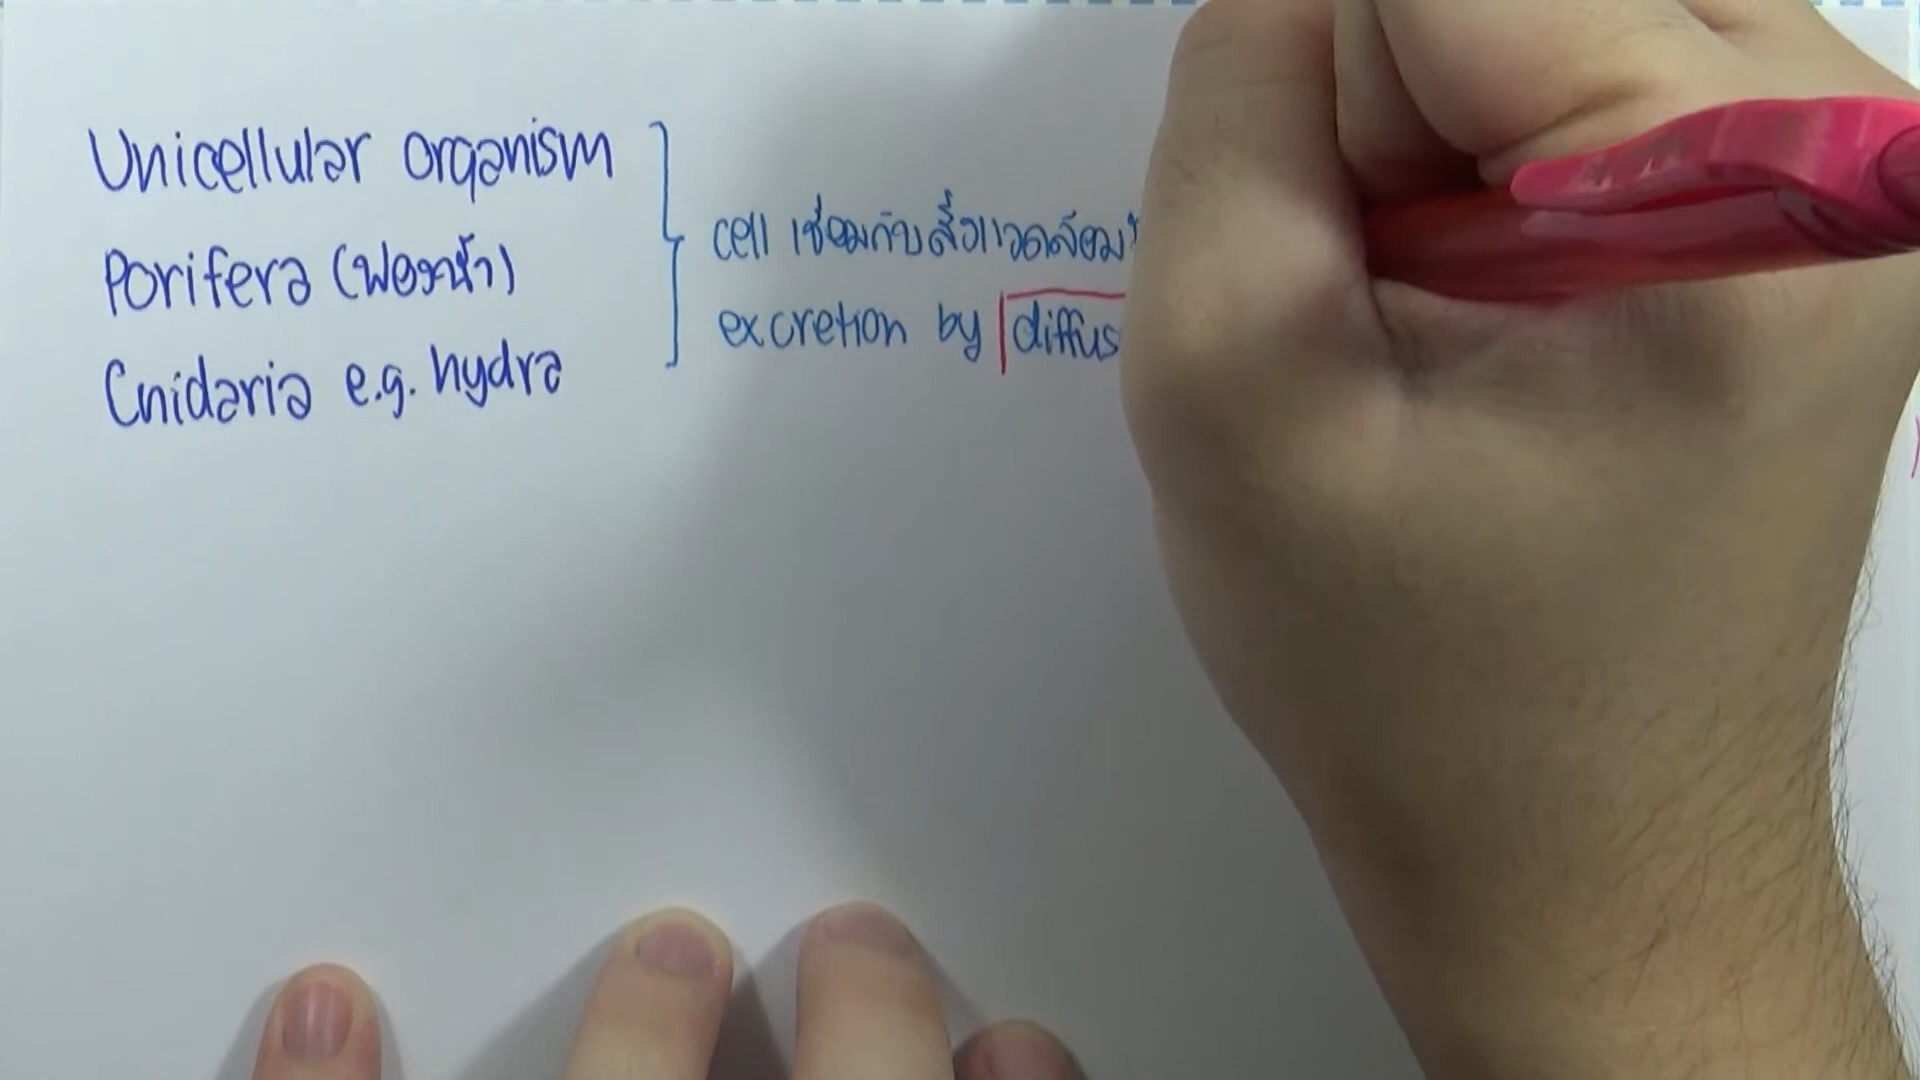 Unicellular organism
Porifera (ฟองน้ำ)
Cnidaria e.g. hydra
cell เชื่อมกับสิ่งแวดล้อม
excretion by diffus